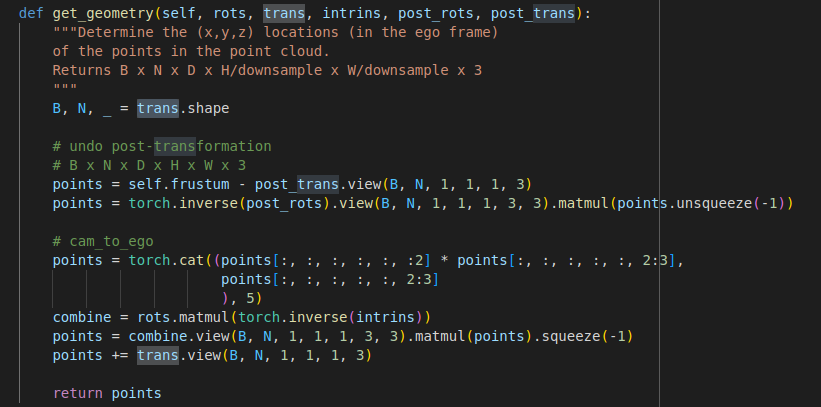 def get_geometry(self, rots, trans, intrins, post_rots, post_trans):
    """Determine the (x,y,z) locations (in the ego frame)
    of the points in the point cloud.
    Returns B x N x D x H/downsample x W/downsample x 3
    """
    B, N, _ = trans.shape

    # undo post-transformation
    # B x N x D x H x W x 3
    points = self.frustum - post_trans.view(B, N, 1, 1, 1, 3)
    points = torch.inverse(post_rots).view(B, N, 1, 1, 1, 3, 3).matmul(points.unsqueeze(-1))

    # cam_to_ego
    points = torch.cat((points[:, :, :, :, :, :2] * points[:, :, :, :, :, 2:3],
                        points[:, :, :, :, :, 2:3]
                        ), 5)
    combine = rots.matmul(torch.inverse(intrins))
    points = combine.view(B, N, 1, 1, 1, 3, 3).matmul(points).squeeze(-1)
    points += trans.view(B, N, 1, 1, 1, 3)

    return points